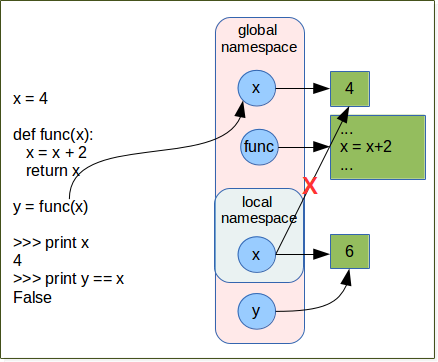 x = 4
def func(x):
x = x + 2
return x
y = func(x)
>>> print x
4
>>> print y == x
False
global
namespace
x
4
func
...
x = x+2
...
X
local
namespace
x
6
y